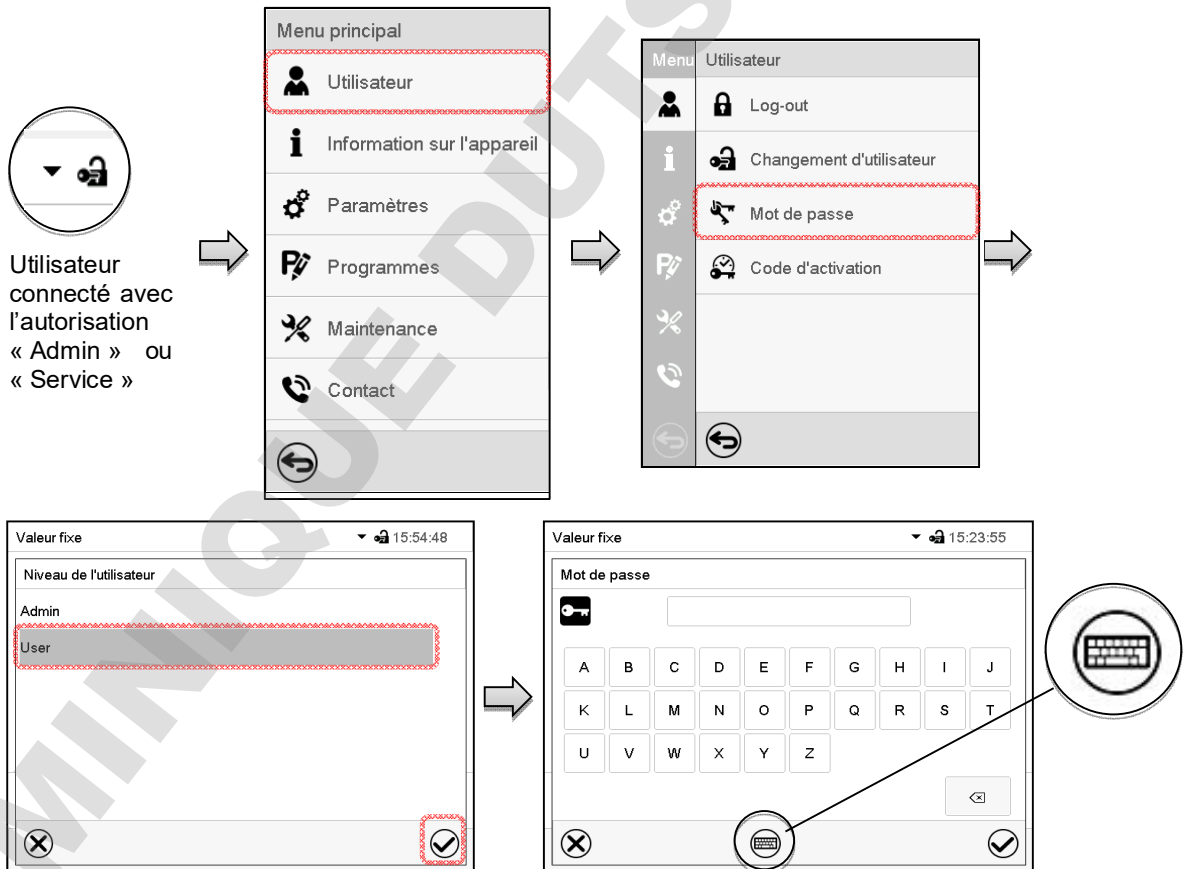 Menu principal
Utilisateur
Information sur l'appareil
Paramètres
Programmes
Maintenance
Contact
Utilisateur
connecté avec
l’autorisation
« Admin » ou
« Service »
Menu Utilisateur
Log-out
Changement d'utilisateur
Mot de passe
Code d'activation
Valeur fixe 15:54:48
Niveau de l'utilisateur
Admin
User
Valeur fixe 15:23:55
Mot de passe
A B C D E F G H I J
K L M N O P Q R S T
U V W X Y Z